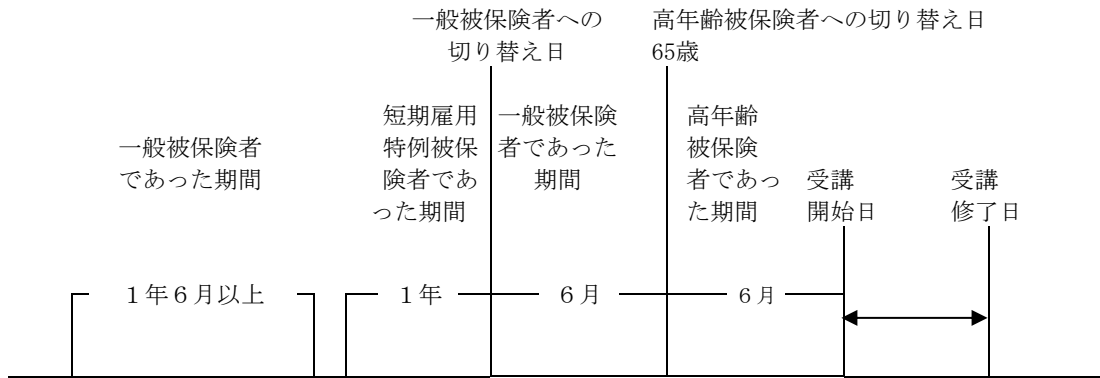 一般被保険者への
切り替え日
高年齢被保険者への切り替え日
65歳
一般被保険者
であった期間
短期雇用
特例被保
険者であ
った期間
一般被保険
者であった
期間
高年齢
被保険
者であっ
た期間
受講
開始日
受講
修了日
１年６月以上
１年
６月
６月